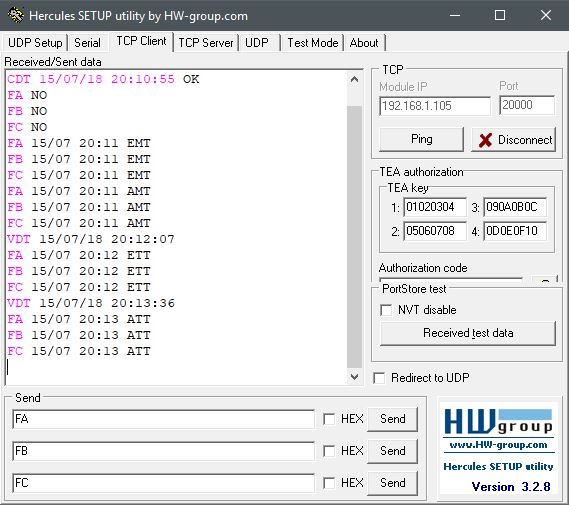 Hercules SETUP utility by HW-group.com
UDP Setup Serial TCP Client TCP Server UDP Test Mode About
Received/Sent data
CDT 15/07/18 20:10:55 OK
FA NO
FB NO
FC NO
FA 15/07 20:11 EMT
FB 15/07 20:11 EMT
FC 15/07 20:11 EMT
FA 15/07 20:11 AMT
FB 15/07 20:11 AMT
FC 15/07 20:11 AMT
VDT 15/07/18 20:12:07
FA 15/07 20:12 ETT
FB 15/07 20:12 ETT
FC 15/07 20:12 ETT
VDT 15/07/18 20:13:36
FA 15/07 20:13 ATT
FB 15/07 20:13 ATT
FC 15/07 20:13 ATT
TCP
Module IP Port
192.168.1.105 20000
Ping Disconnect
TEA authorization
TEA key
1: 01020304 3: 090A0B0C
2: 05060708 4: 0D0E0F10
Authorization code
PortStore test
NVT disable
Received test data
Redirect to UDP
Send
FA HEX Send
FB HEX Send
FC HEX Send
HW group
www.HW-group.com
Hercules SETUP utility
Version 3.2.8